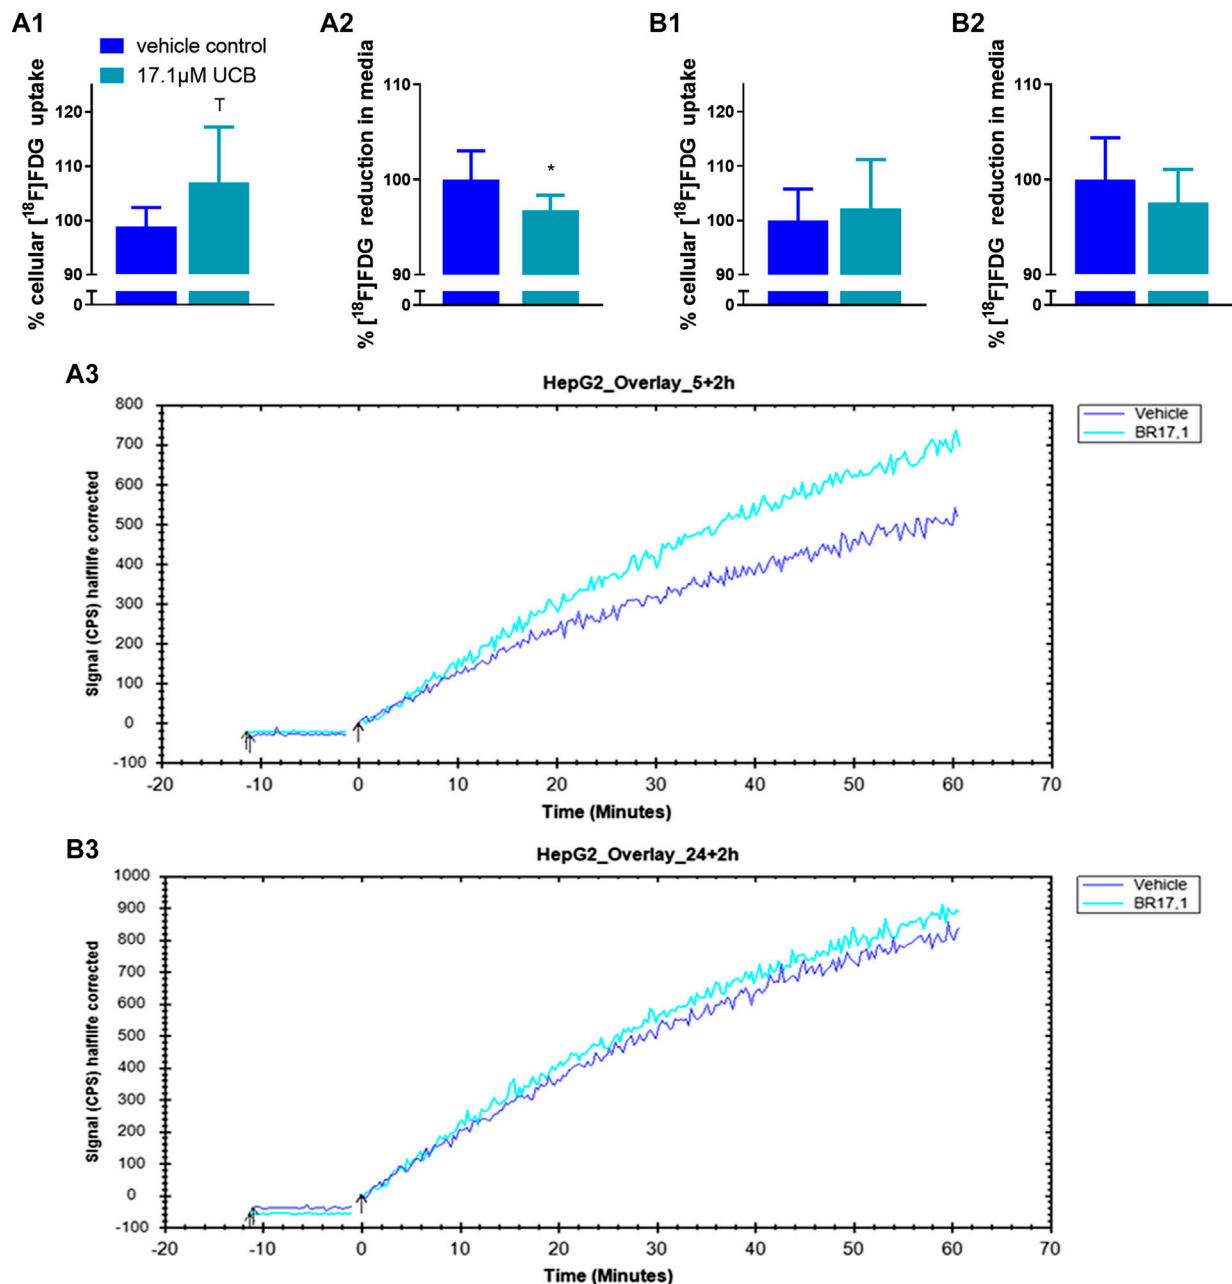 A1
A2
B1
B2
vehicle control
17.1µM UCB
% cellular [¹⁸F]FDG uptake
120
110
100
90
0
T
% [¹⁸F]FDG reduction in media
110
100
90
0
*
% cellular [¹⁸F]FDG uptake
120
110
100
90
0
% [¹⁸F]FDG reduction in media
110
100
90
0
A3
HepG2_Overlay_5+2h
Signal (CPS) halflife corrected
800
700
600
500
400
300
200
100
0
-100
-20 -10 0 10 20 30 40 50 60 70
Time (Minutes)
Vehicle
BR17,1
B3
HepG2_Overlay_24+2h
Signal (CPS) halflife corrected
1000
900
800
700
600
500
400
300
200
100
0
-100
-20 -10 0 10 20 30 40 50 60 70
Time (Minutes)
Vehicle
BR17,1